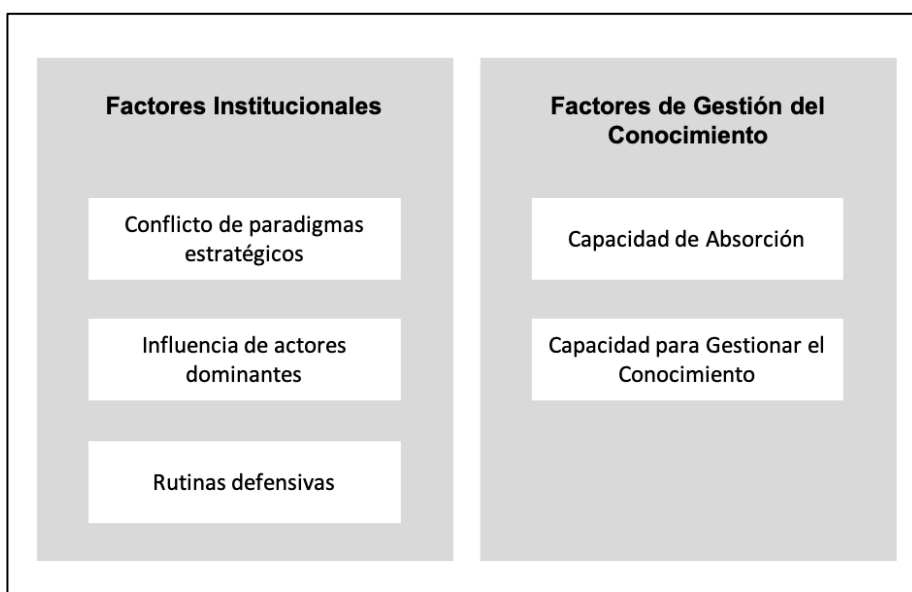 Factores Institucionales
Conflicto de paradigmas
estratégicos
Influencia de actores
dominantes
Rutinas defensivas
Factores de Gestión del
Conocimiento
Capacidad de Absorción
Capacidad para Gestionar el
Conocimiento